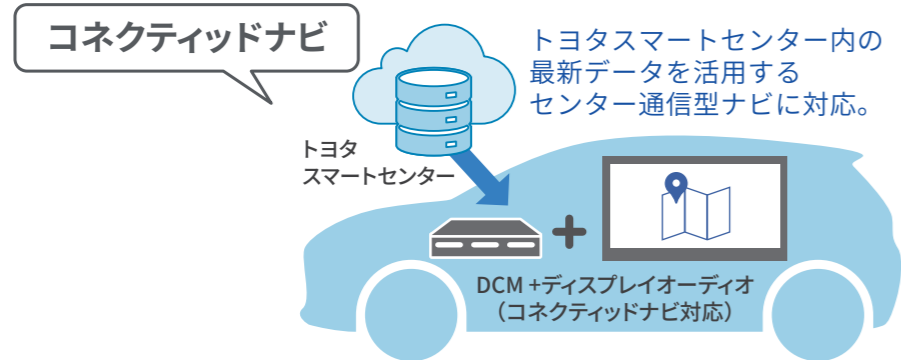 コネクティッドナビ
トヨタスマートセンター内の
最新データを活用する
センター通信型ナビに対応。
トヨタ
スマートセンター
DCM +ディスプレイオーディオ
（コネクティッドナビ対応）